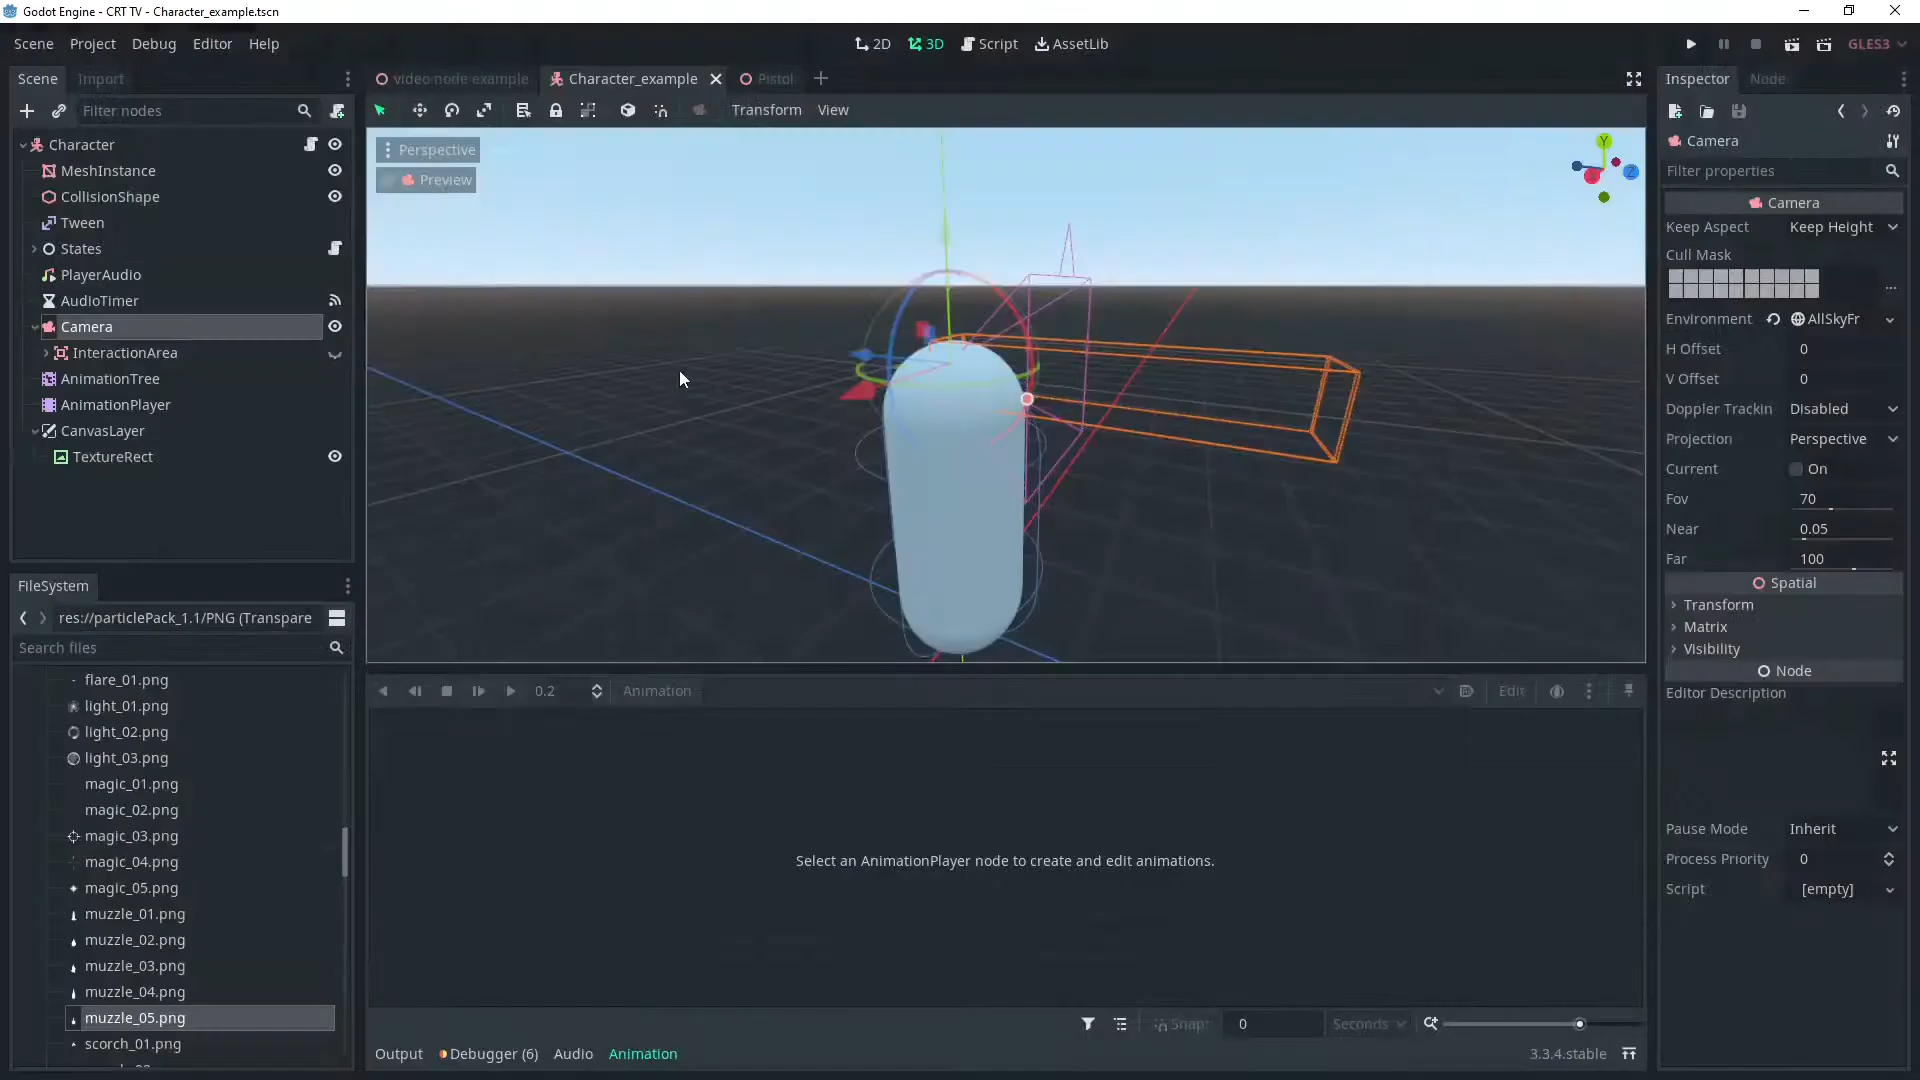 Godot Engine - CRT TV - Character_example.tscn
Scene Project Debug Editor Help
2D 3D Script AssetLib
GLES3
Scene Import
Filter nodes
Character
MeshInstance
CollisionShape
Tween
States
PlayerAudio
AudioTimer
Camera
InteractionArea
AnimationTree
AnimationPlayer
CanvasLayer
TextureRect
FileSystem
res://particlePack_1.1/PNG (Transpare
Search files
flare_01.png
light_01.png
light_02.png
light_03.png
magic_01.png
magic_02.png
magic_03.png
magic_04.png
magic_05.png
muzzle_01.png
muzzle_02.png
muzzle_03.png
muzzle_04.png
muzzle_05.png
scorch_01.png
video node example Character_example Pistol
Transform View
Perspective
Preview
Y
Z
0.2 Animation Edit
Select an AnimationPlayer node to create and edit animations.
Snap: 0 Seconds
Output Debugger (6) Audio Animation 3.3.4.stable
Inspector Node
Camera
Filter properties
Camera
Keep Aspect Keep Height
Cull Mask
...
Environment AllSkyFr
H Offset 0
V Offset 0
Doppler Trackin Disabled
Projection Perspective
Current On
Fov 70
Near 0.05
Far 100
Spatial
Transform
Matrix
Visibility
Node
Editor Description
Pause Mode Inherit
Process Priority 0
Script [empty]